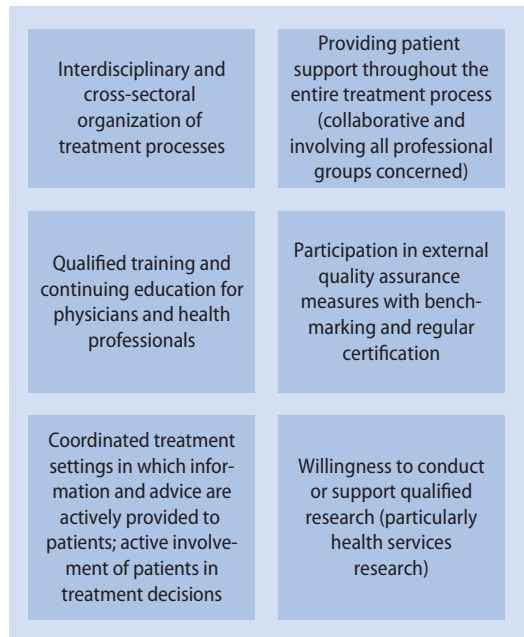 Interdisciplinary and
cross-sectoral
organization of
treatment processes
Providing patient
support throughout the
entire treatment process
(collaborative and
involving all professional
groups concerned)
Qualified training and
continuing education for
physicians and health
professionals
Participation in external
quality assurance
measures with bench-
marking and regular
certification
Coordinated treatment
settings in which infor-
mation and advice are
actively provided to
patients; active involve-
ment of patients in
treatment decisions
Willingness to conduct
or support qualified
research (particularly
health services
research)